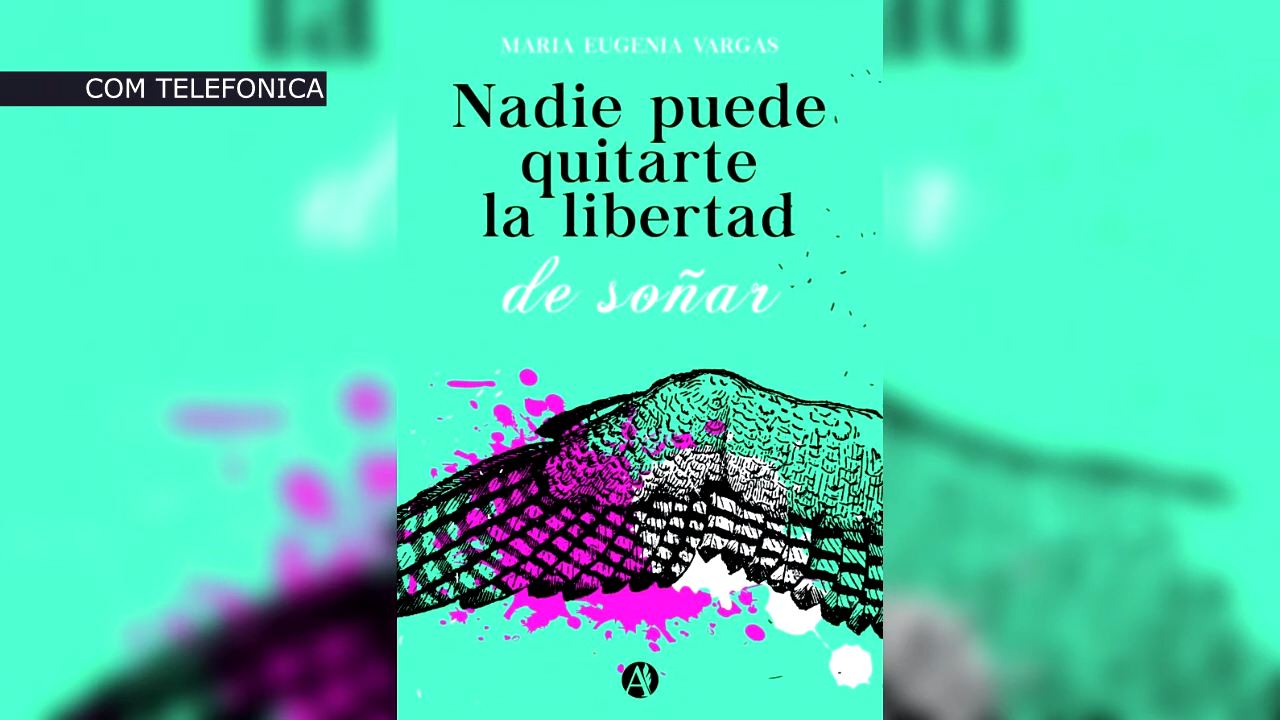 COM TELEFONICA
MARIA EUGENIA VARGAS
Nadie puede
quitarte
la libertad
de soñar